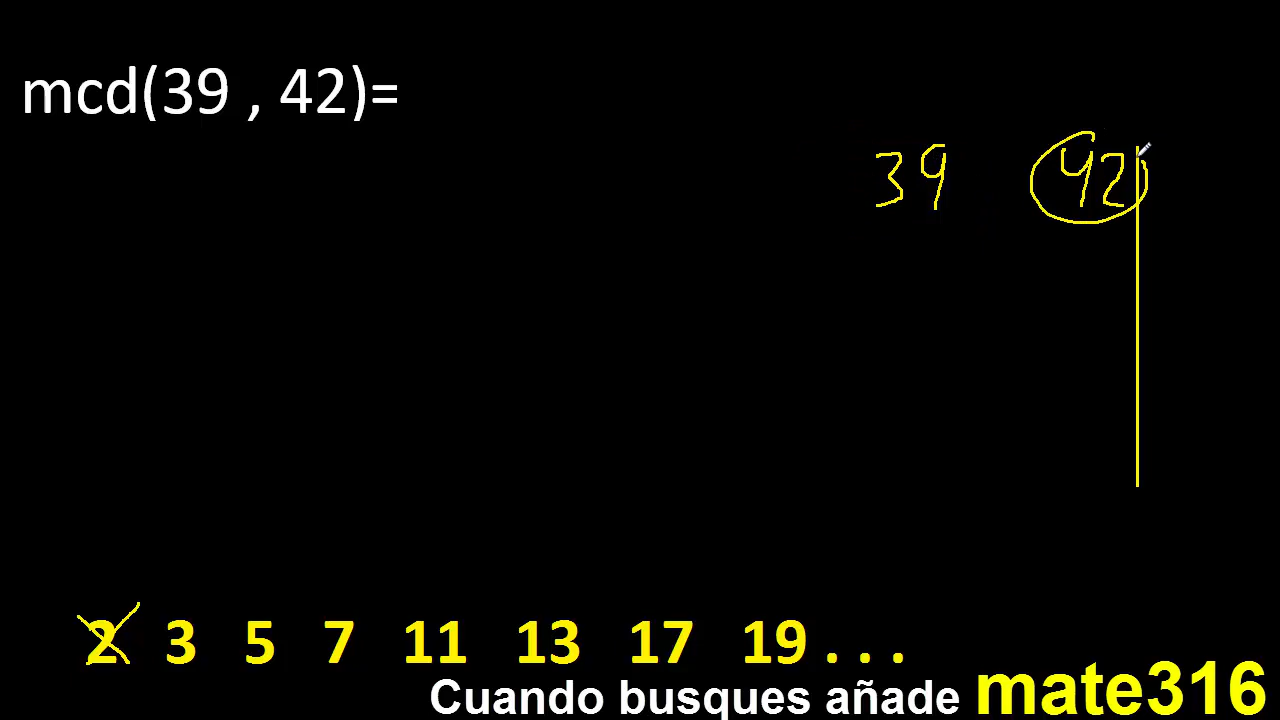 mcd(39 , 42)=
39 42
2 3 5 7 11 13 17 19 . . .
Cuando busques añade mate316